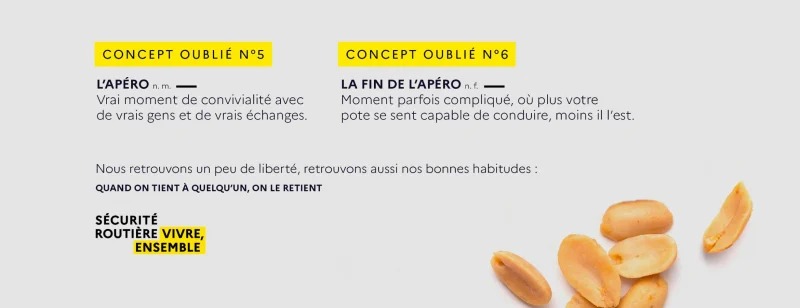 CONCEPT OUBLIÉ N°5
L'APÉRO n. m.
Vrai moment de convivialité avec
de vrais gens et de vrais échanges.
CONCEPT OUBLIÉ N°6
LA FIN DE L'APÉRO n. f.
Moment parfois compliqué, où plus votre
pote se sent capable de conduire, moins il l'est.
Nous retrouvons un peu de liberté, retrouvons aussi nos bonnes habitudes :
QUAND ON TIENT À QUELQU'UN, ON LE RETIENT
SÉCURITÉ
ROUTIÈRE VIVRE,
ENSEMBLE